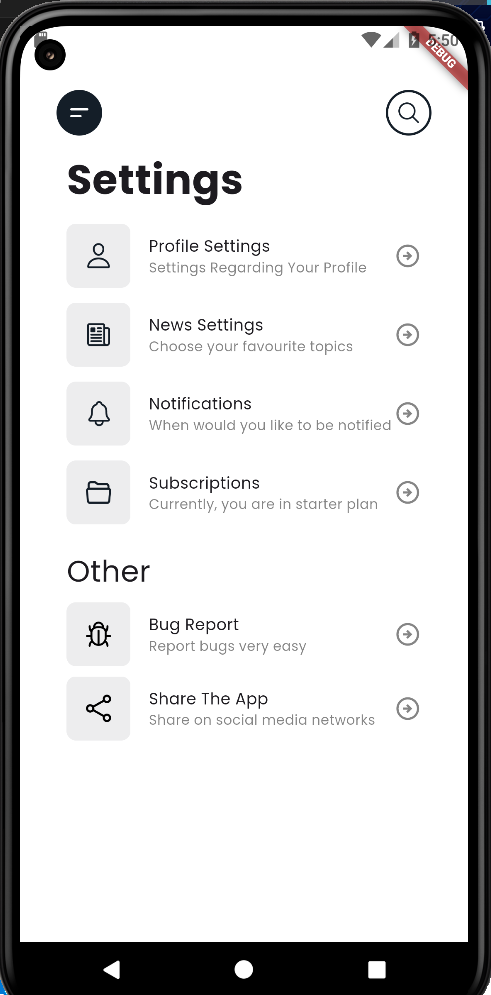 5:50
DEBUG
Settings
Profile Settings
Settings Regarding Your Profile
News Settings
Choose your favourite topics
Notifications
When would you like to be notified
Subscriptions
Currently, you are in starter plan
Other
Bug Report
Report bugs very easy
Share The App
Share on social media networks